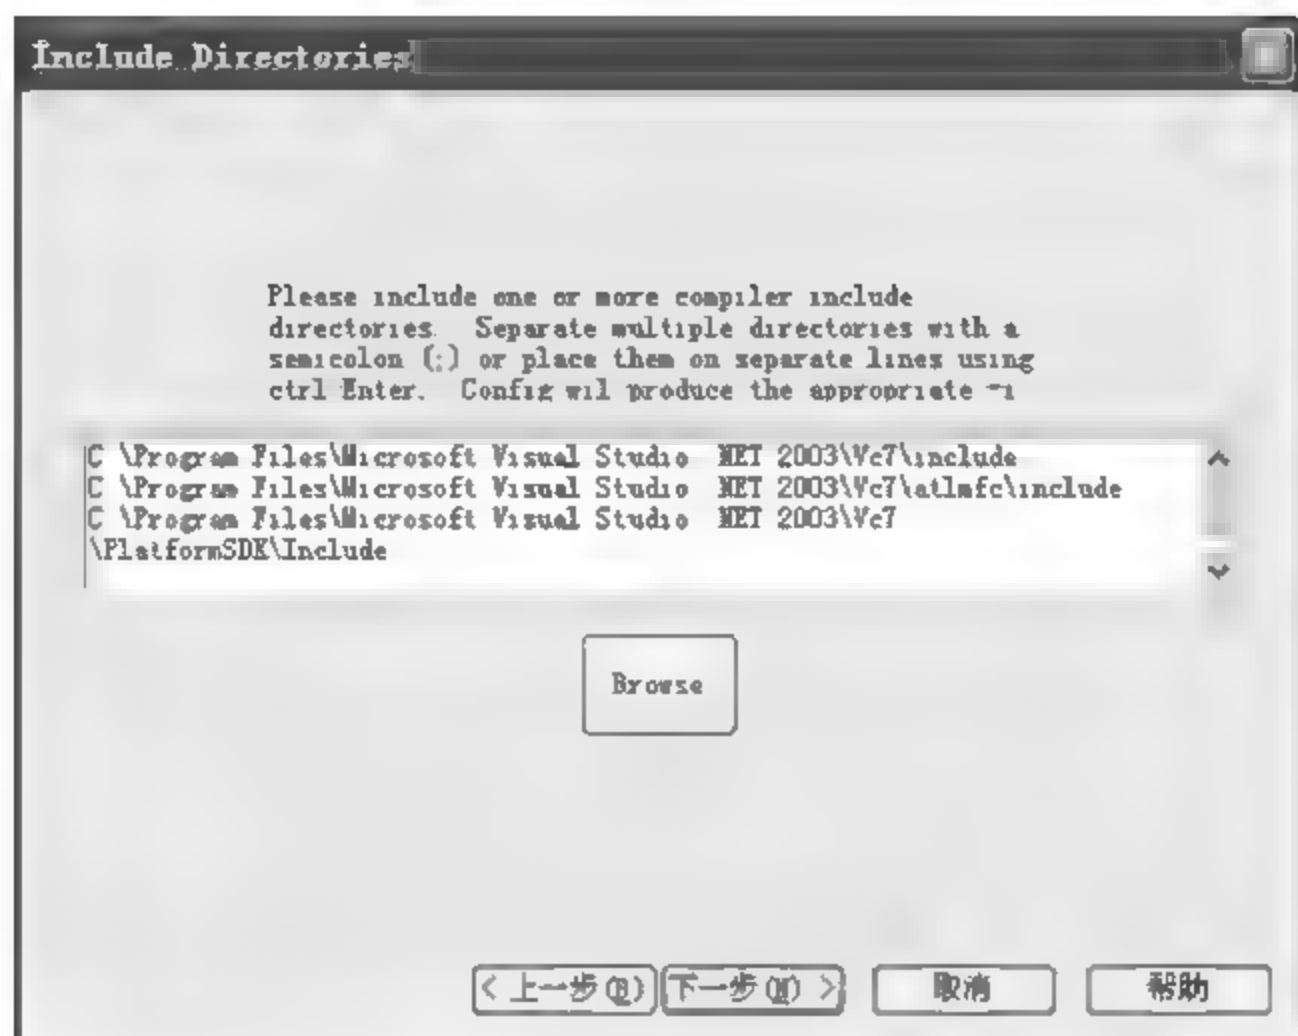 Include Directories
Please include one or more compiler include
directories. Separate multiple directories with a
semicolon (;) or place them on separate lines using
ctrl Enter. Config wil produce the appropriate -i
C \Program Files\Microsoft Visual Studio NET 2003\Vc7\include
C \Program Files\Microsoft Visual Studio NET 2003\Vc7\atlmfc\include
C \Program Files\Microsoft Visual Studio NET 2003\Vc7
\PlatformSDK\Include
Browse
< 上一步(B) 下一步(N) > 取消 帮助